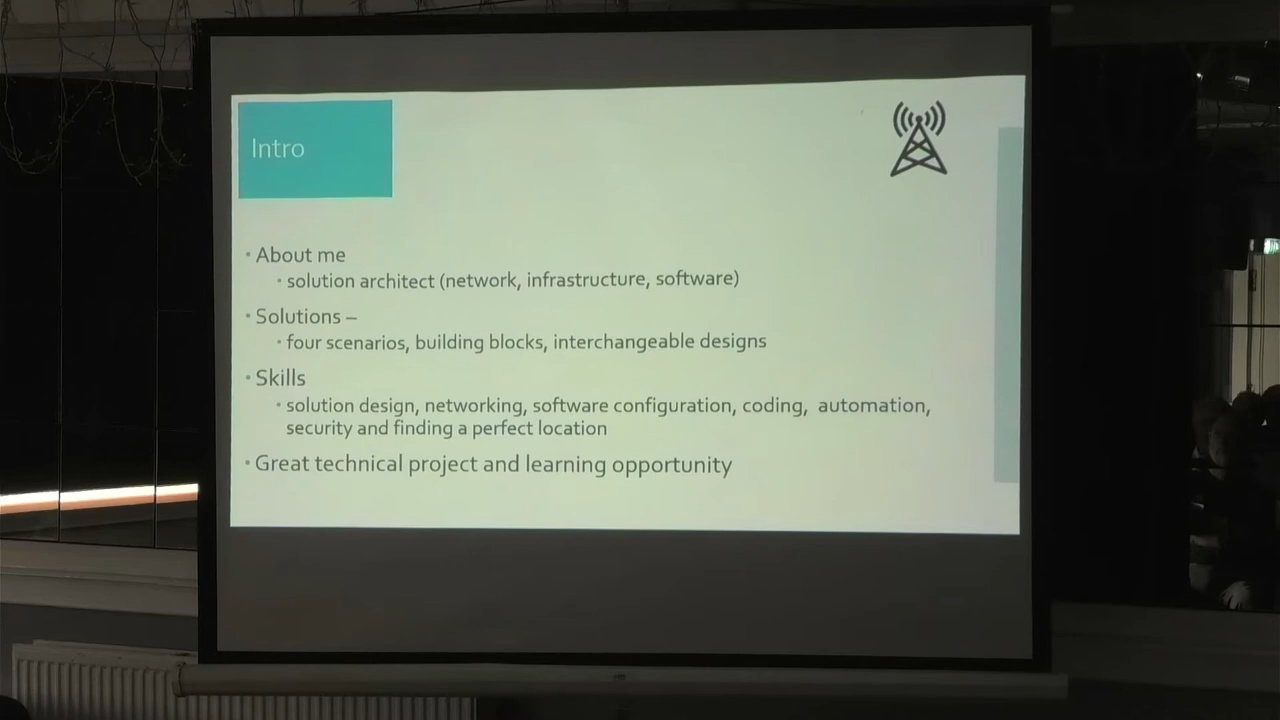 Intro
• About me
• solution architect (network, infrastructure, software)
• Solutions –
• four scenarios, building blocks, interchangeable designs
• Skills
• solution design, networking, software configuration, coding, automation,
security and finding a perfect location
• Great technical project and learning opportunity